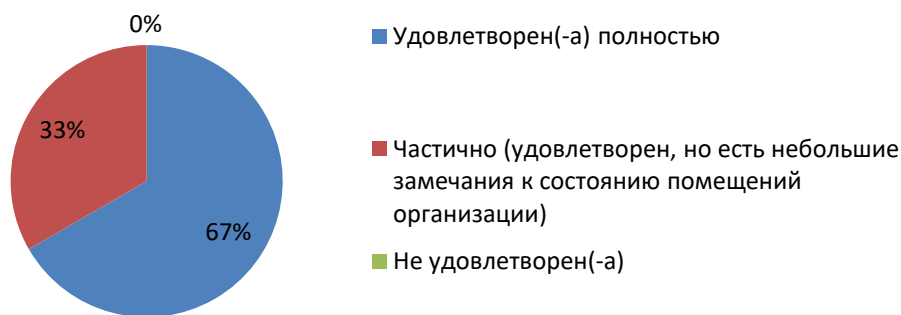 0%
33%
67%
Удовлетворен(-а) полностью
Частично (удовлетворен, но есть небольшие
замечания к состоянию помещений
организации)
Не удовлетворен(-а)